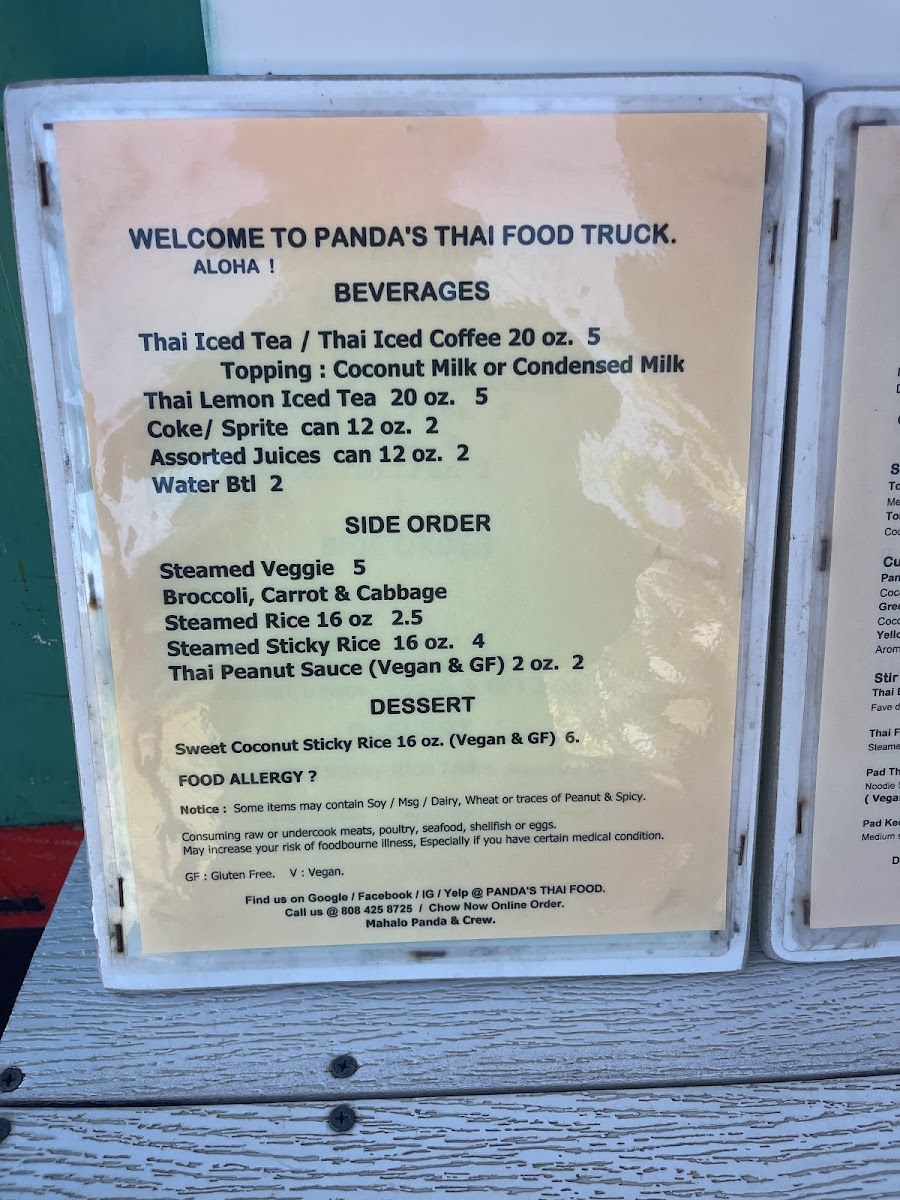 WELCOME TO PANDA'S THAI FOOD TRUCK.
ALOHA !
BEVERAGES
Thai Iced Tea / Thai Iced Coffee 20 oz. 5
Topping : Coconut Milk or Condensed Milk
Thai Lemon Iced Tea 20 oz. 5
Coke/ Sprite can 12 oz. 2
Assorted Juices can 12 oz. 2
Water Btl 2
SIDE ORDER
Steamed Veggie 5
Broccoli, Carrot & Cabbage
Steamed Rice 16 oz 2.5
Steamed Sticky Rice 16 oz. 4
Thai Peanut Sauce (Vegan & GF) 2 oz. 2
DESSERT
Sweet Coconut Sticky Rice 16 oz. (Vegan & GF) 6.
FOOD ALLERGY ?
Notice : Some items may contain Soy / Msg / Dairy, Wheat or traces of Peanut & Spicy.
Consuming raw or undercook meats, poultry, seafood, shellfish or eggs.
May increase your risk of foodbourne illness, Especially if you have certain medical condition.
GF : Gluten Free. V : Vegan.
Find us on Google / Facebook / IG / Yelp @ PANDA'S THAI FOOD.
Call us @ 808 425 8725 / Chow Now Online Order.
Mahalo Panda & Crew.
Stir
Thai
Pad
Noodle
Pad
Medium